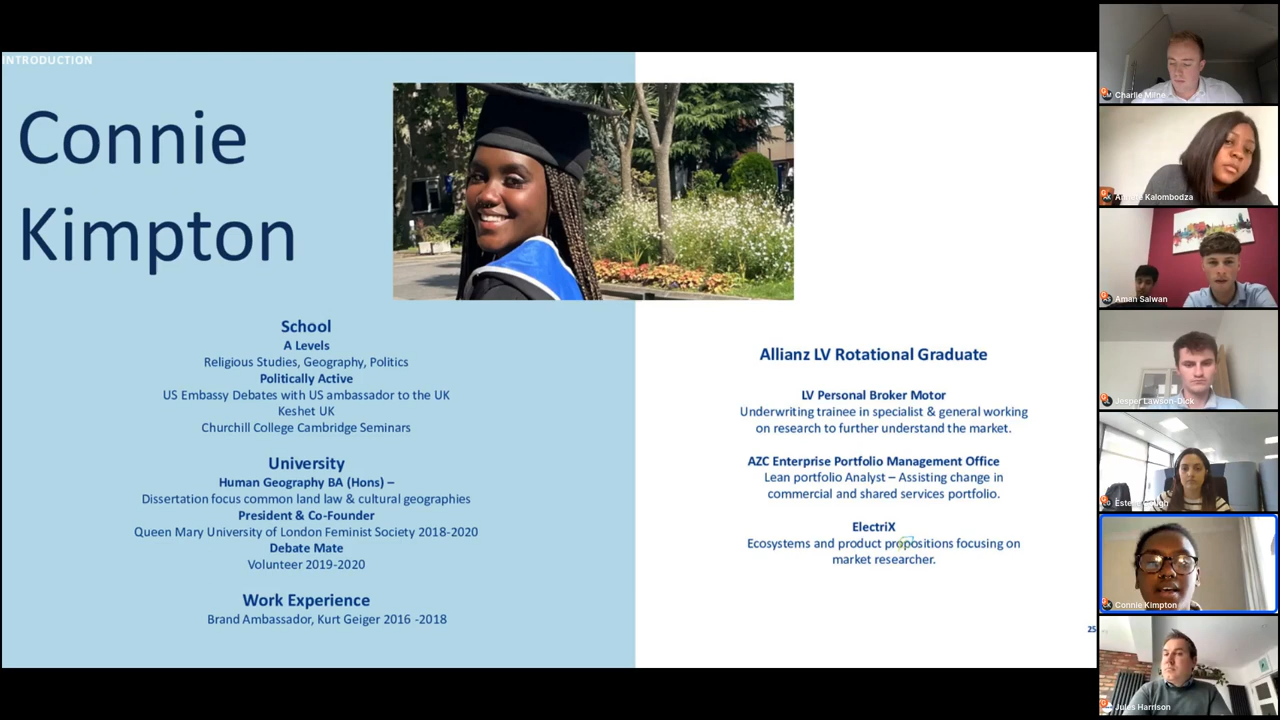 INTRODUCTION
Connie
Kimpton
School
A Levels
Religious Studies, Geography, Politics
Politically Active
US Embassy Debates with US ambassador to the UK
Keshet UK
Churchill College Cambridge Seminars
University
Human Geography BA (Hons) –
Dissertation focus common land law & cultural geographies
President & Co-Founder
Queen Mary University of London Feminist Society 2018-2020
Debate Mate
Volunteer 2019-2020
Work Experience
Brand Ambassador, Kurt Geiger 2016 -2018
Allianz LV Rotational Graduate
LV Personal Broker Motor
Underwriting trainee in specialist & general working
on research to further understand the market.
AZC Enterprise Portfolio Management Office
Lean portfolio Analyst – Assisting change in
commercial and shared services portfolio.
ElectriX
Ecosystems and product propositions focusing on
market researcher.
25
Charlie Milne
Kalombodza
Aman Salwan
Jesper Lawson-Dick
Connie Kimpton
Jules Harrison